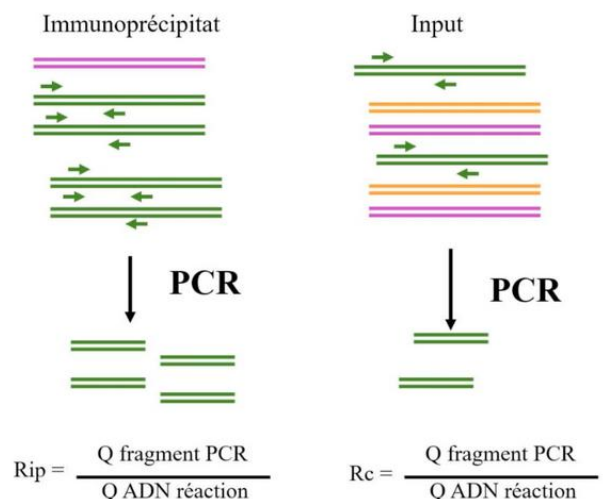 Immunoprécipitat
Input
PCR
PCR
Rip = Q fragment PCR
Q ADN réaction
Rc = Q fragment PCR
Q ADN réaction